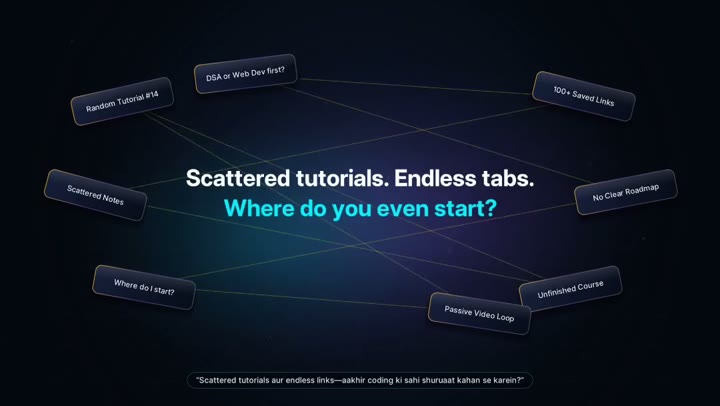 DSA or Web Dev first?
Random Tutorial #14
100+ Saved Links
Scattered tutorials. Endless tabs.
Where do you even start?
Scattered Notes
No Clear Roadmap
Where do I start?
Unfinished Course
Passive Video Loop
"Scattered tutorials aur endless links—aakhir coding ki sahi shuruaat kahan se karein?"